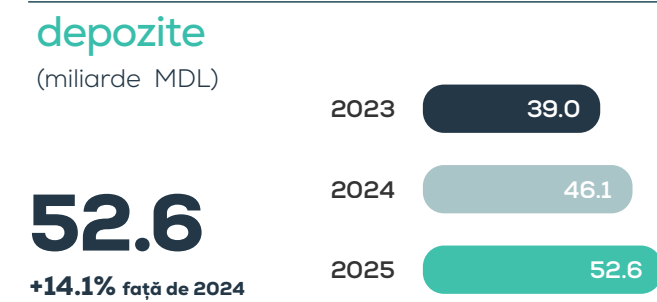 depozite
(miliarde MDL)
52.6
+14.1% față de 2024
2023 39.0
2024 46.1
2025 52.6